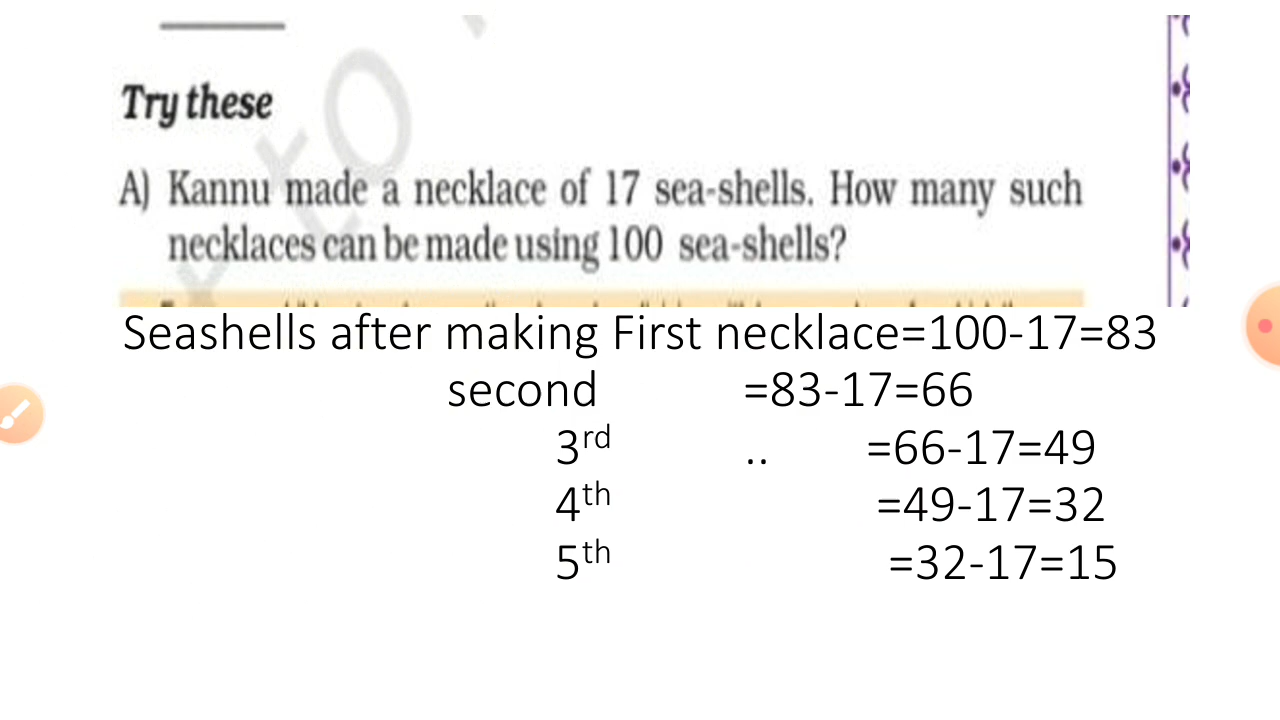 Try these
A) Kannu made a necklace of 17 sea-shells. How many such
necklaces can be made using 100 sea-shells?
Seashells after making First necklace=100-17=83
second =83-17=66
3rd .. =66-17=49
4th =49-17=32
5th =32-17=15